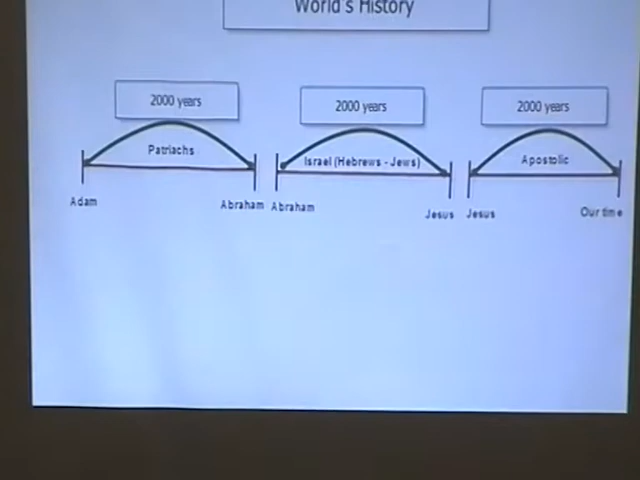 World's History
2000 years
2000 years
2000 years
Patriachs
Israel (Hebrews - Jews)
Apostolic
Adam
Abraham
Abraham
Jesus
Jesus
Our time